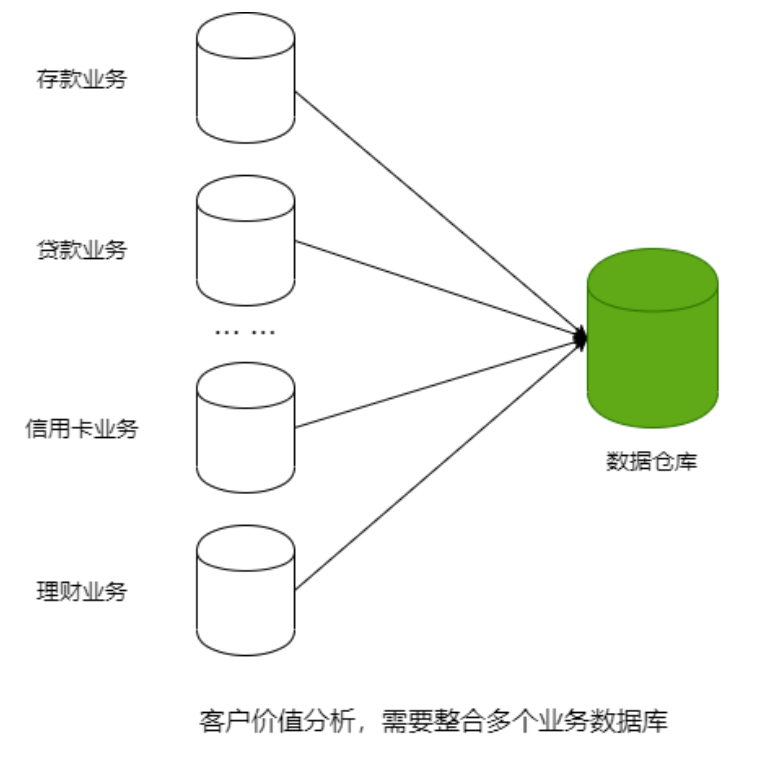 存款业务
贷款业务
... ...
信用卡业务
数据仓库
理财业务
客户价值分析，需要整合多个业务数据库